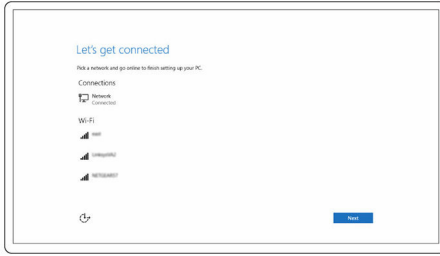 Let's get connected
Pick a network and go online to finish setting up your PC.
Connections
Network
Connected
Wi-Fi
Next